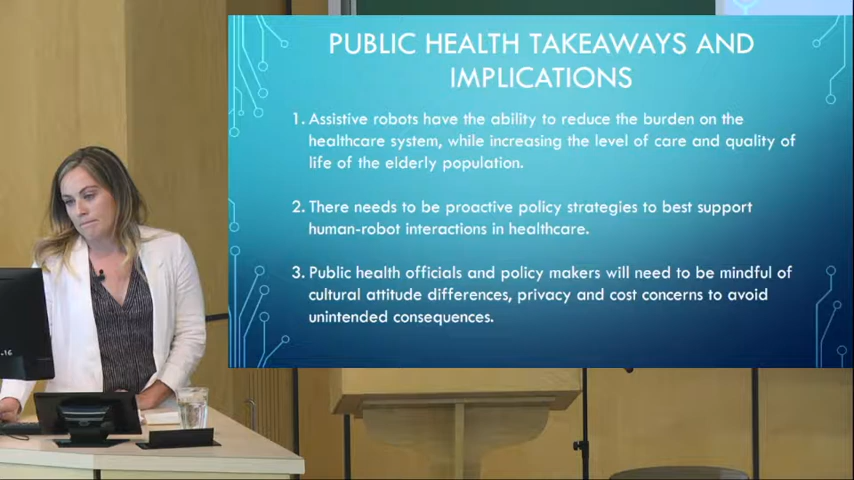 PUBLIC HEALTH TAKEAWAYS AND
IMPLICATIONS
1. Assistive robots have the ability to reduce the burden on the
healthcare system, while increasing the level of care and quality of
life of the elderly population.
2. There needs to be proactive policy strategies to best support
human-robot interactions in healthcare.
3. Public health officials and policy makers will need to be mindful of
cultural attitude differences, privacy and cost concerns to avoid
unintended consequences.